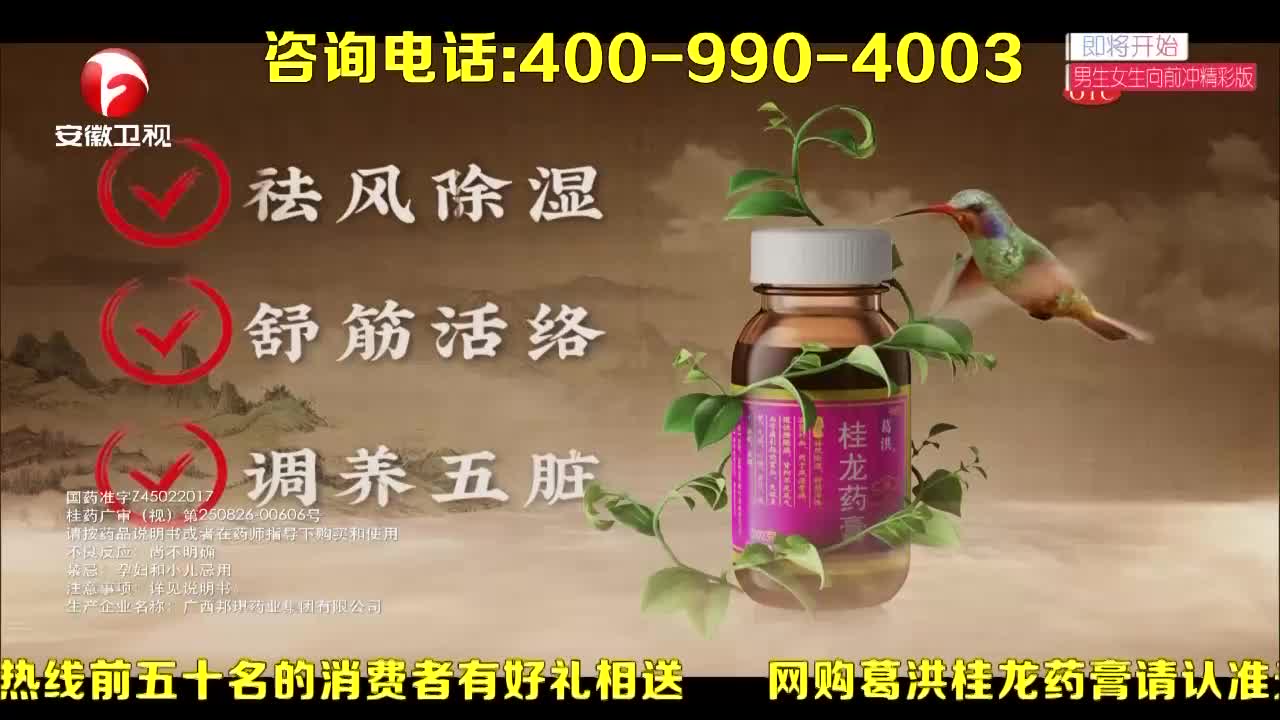 咨询电话:400-990-4003
即将开始
男生女生向前冲精彩版
OTC
安徽卫视
祛风除湿
舒筋活络
调养五脏
葛洪
桂龙药膏
国药准字Z45022017
桂药广审（视）第250826-00606号
请按药品说明书或者在药师指导下购买和使用
不良反应：尚不明确
禁忌：孕妇和小儿忌用
注意事项：详见说明书
生产企业名称：广西邦琪药业集团有限公司
热线前五十名的消费者有好礼相送 网购葛洪桂龙药膏请认准